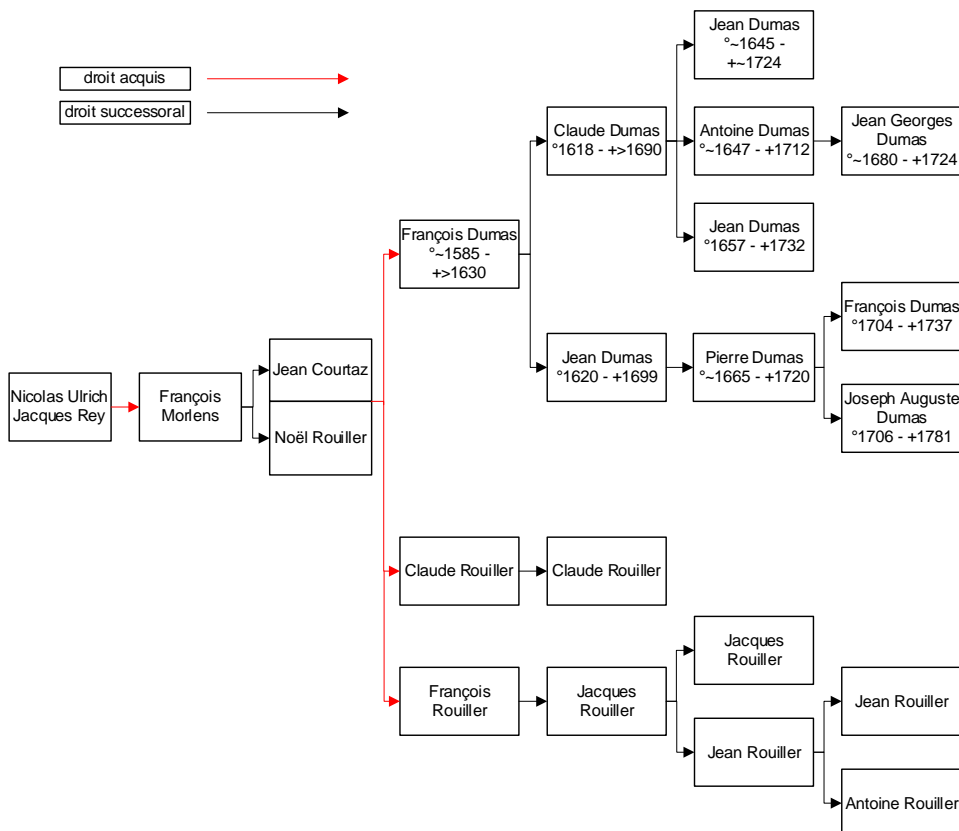 droit acquis
droit successoral
Jean Dumas
°~1645 -
+~1724
Claude Dumas
°1618 - +>1690
Antoine Dumas
°~1647 - +1712
Jean Georges
Dumas
°~1680 - +1724
Jean Dumas
°1657 - +1732
François Dumas
°~1585 -
+>1630
Jean Dumas
°1620 - +1699
Pierre Dumas
°~1665 - +1720
François Dumas
°1704 - +1737
Joseph Auguste
Dumas
°1706 - +1781
Nicolas Ulrich
Jacques Rey
François
Morlens
Jean Courtaz
Noël Rouiller
Claude Rouiller
Claude Rouiller
François
Rouiller
Jacques
Rouiller
Jacques
Rouiller
Jean Rouiller
Jean Rouiller
Antoine Rouiller